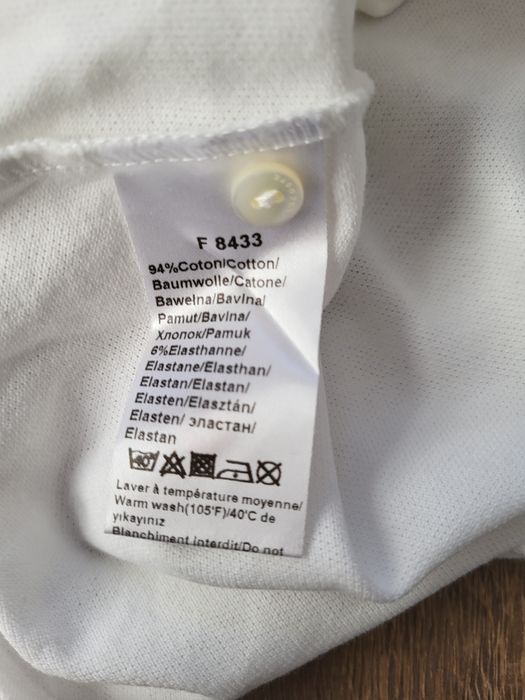 F 8433
94%Coton/Cotton/
Baumwolle/Catone/
Bawelna/Bavlna/
Pamut/Bavlna/
Хлопок/Pamuk
6%Elasthanne/
Elastane/Elasthan/
Elastan/Elastan/
Elasten/Elasztán/
Elasten/ эластан/
Elastan
Laver à température moyenne/
Warm wash(105°F)/40°C de
yıkayınız
Blanchiment interdit/Do not